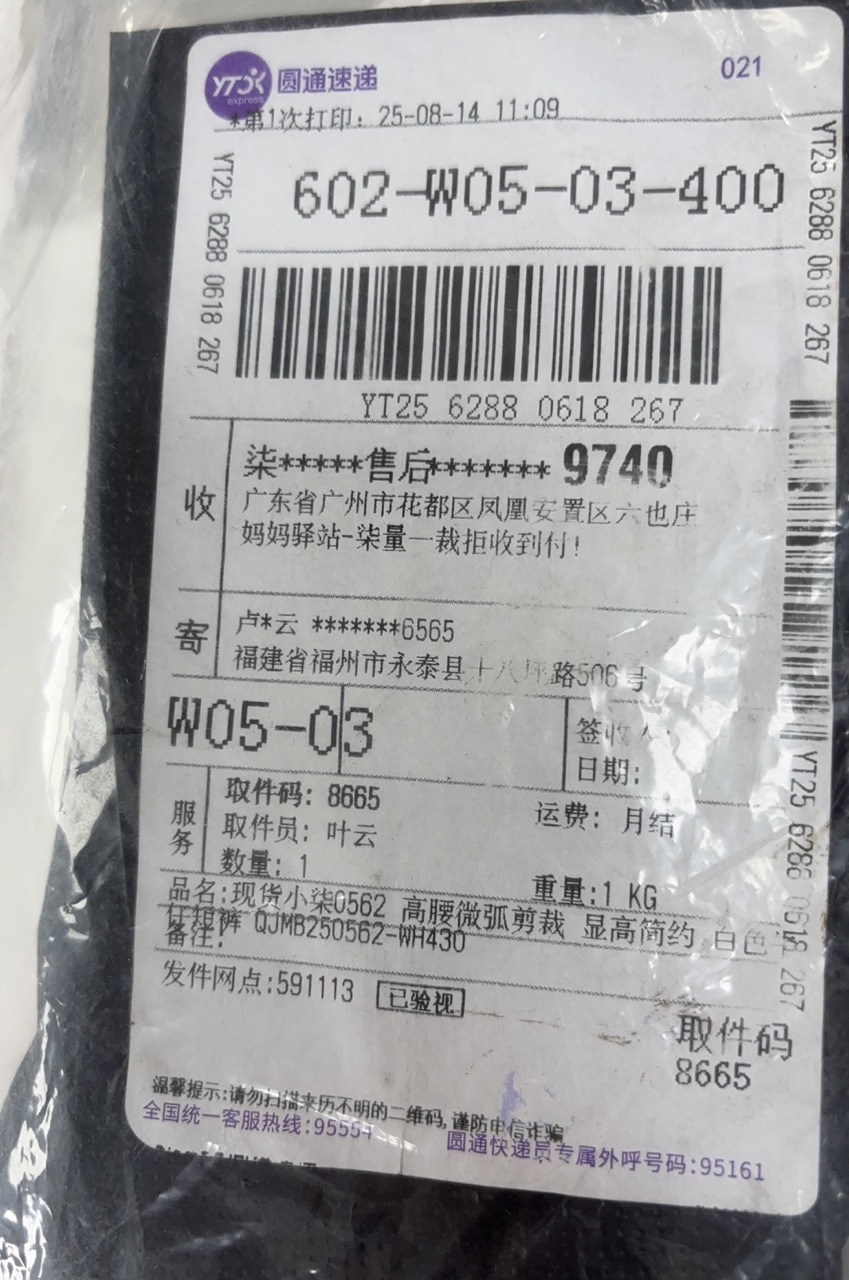 YTO express 圆通速递
021
*第1次打印: 25-08-14 11:09
602-W05-03-400
YT25 6288 0618 267
YT25 6288 0618 267
YT25 6288 0618 267
收
柒*****售后******* 9740
广东省广州市花都区凤凰安置区六也庄
妈妈驿站-柒量一裁拒收到付!
寄
卢*云 *******6565
福建省福州市永泰县十八坪路506号
W05-03
签收人:
日期:
服务
取件码: 8665
取件员: 叶云
运费: 月结
数量: 1
重量:1 KG
品名:现货小柒0562 高腰微弧剪裁 显高简约 白色牛
仔短裤 QJMB250562-WH430
备注:
YT25 6288 0618 267
发件网点:591113 已验视
取件码
8665
温馨提示:请勿扫描来历不明的二维码,谨防电信诈骗
全国统一客服热线:95554
圆通快递员专属外呼号码:95161